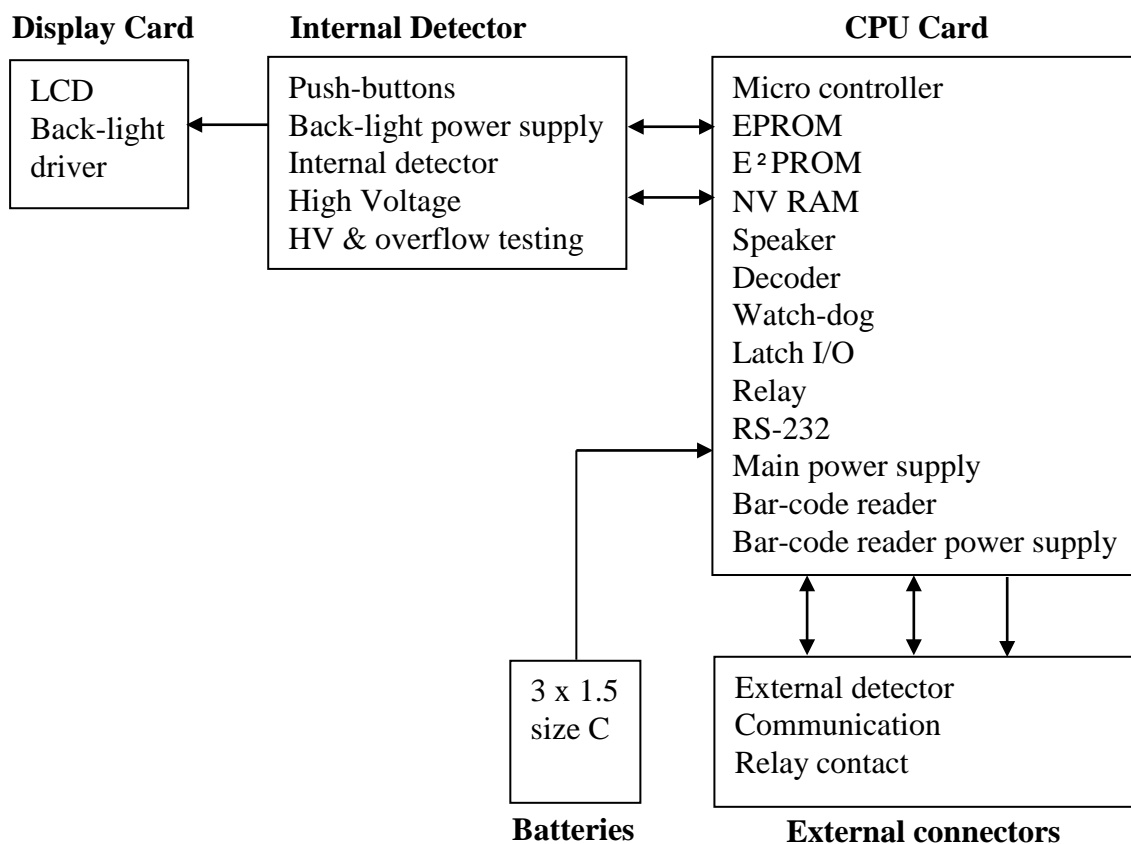 Display Card
LCD
Back-light
driver
Internal Detector
Push-buttons
Back-light power supply
Internal detector
High Voltage
HV & overflow testing
CPU Card
Micro controller
EPROM
E²PROM
NV RAM
Speaker
Decoder
Watch-dog
Latch I/O
Relay
RS-232
Main power supply
Bar-code reader
Bar-code reader power supply
3 x 1.5
size C
Batteries
External detector
Communication
Relay contact
External connectors